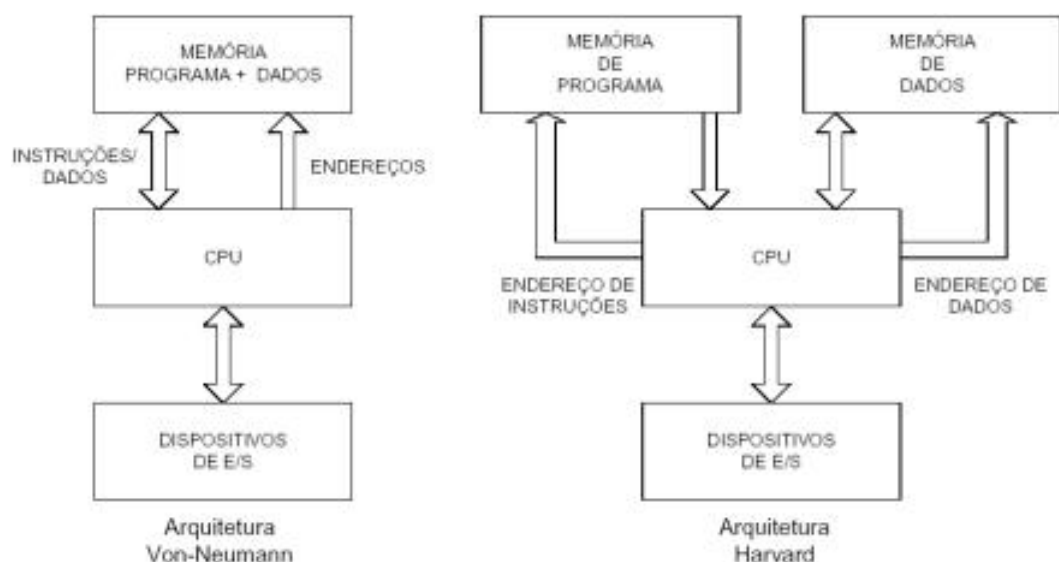 MEMÓRIA
PROGRAMA + DADOS
INSTRUÇÕES/
DADOS
ENDEREÇOS
CPU
DISPOSITIVOS
DE E/S
Arquitetura
Von-Neumann
MEMÓRIA
DE
PROGRAMA
MEMÓRIA
DE
DADOS
CPU
ENDEREÇO DE
INSTRUÇÕES
ENDEREÇO DE
DADOS
DISPOSITIVOS
DE E/S
Arquitetura
Harvard